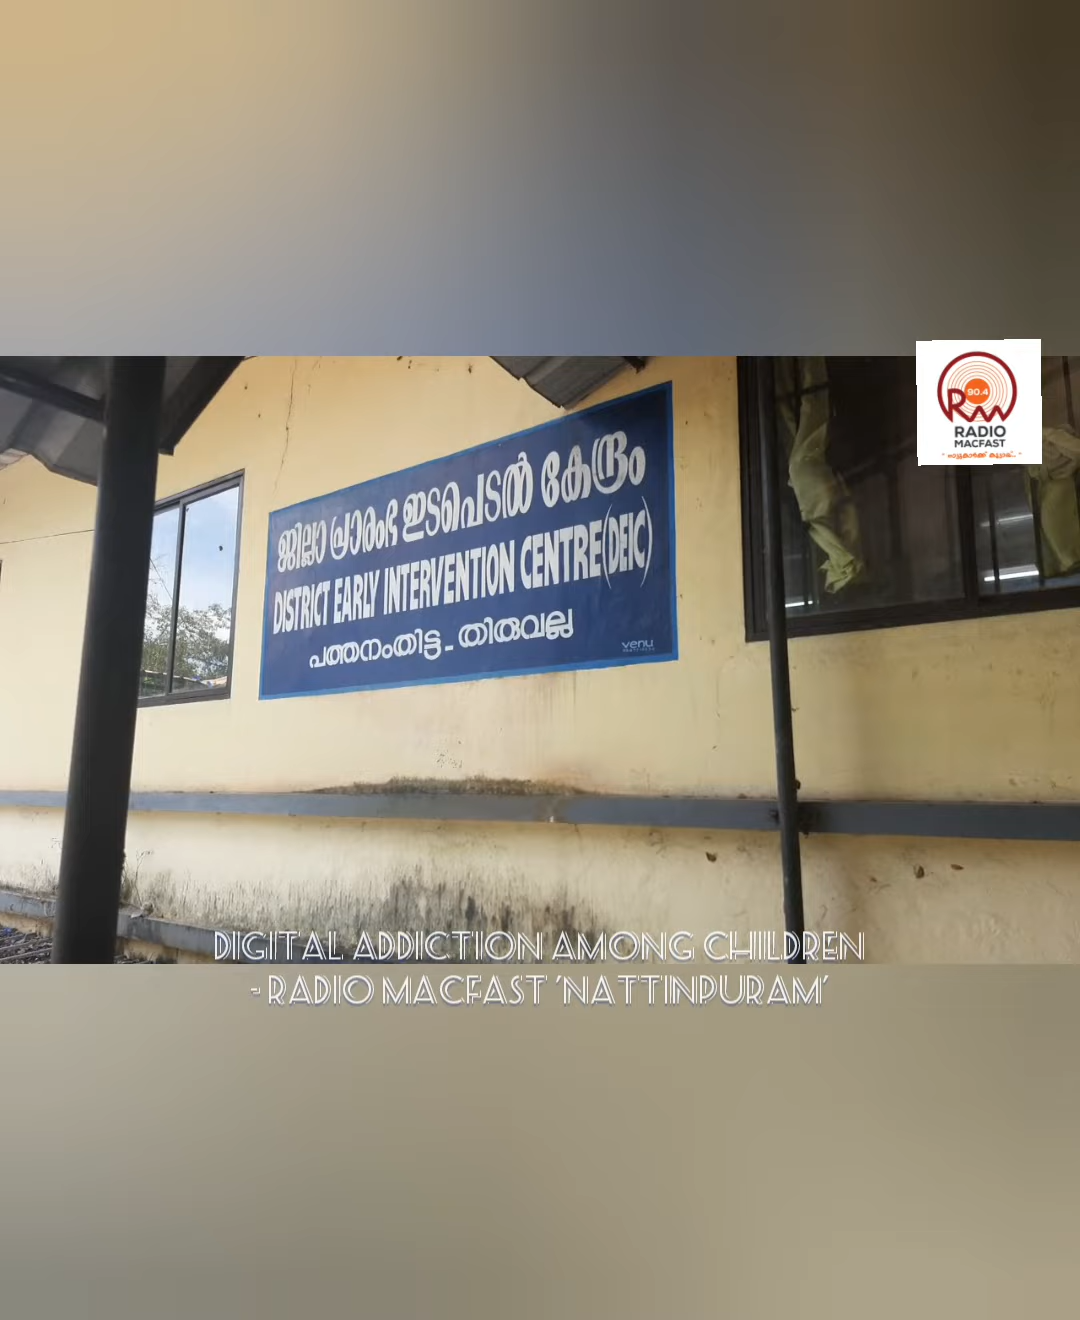 90.4
RADIO
MACFAST
ജില്ലാ പ്രാരംഭ ഇടപെടൽ കേന്ദ്രം
DISTRICT EARLY INTERVENTION CENTRE(DEIC)
പത്തനംതിട്ട - തിരുവല്ല
venu
DIGITAL ADDICTION AMONG CHILDREN
- RADIO MACFAST 'NATTINPURAM'